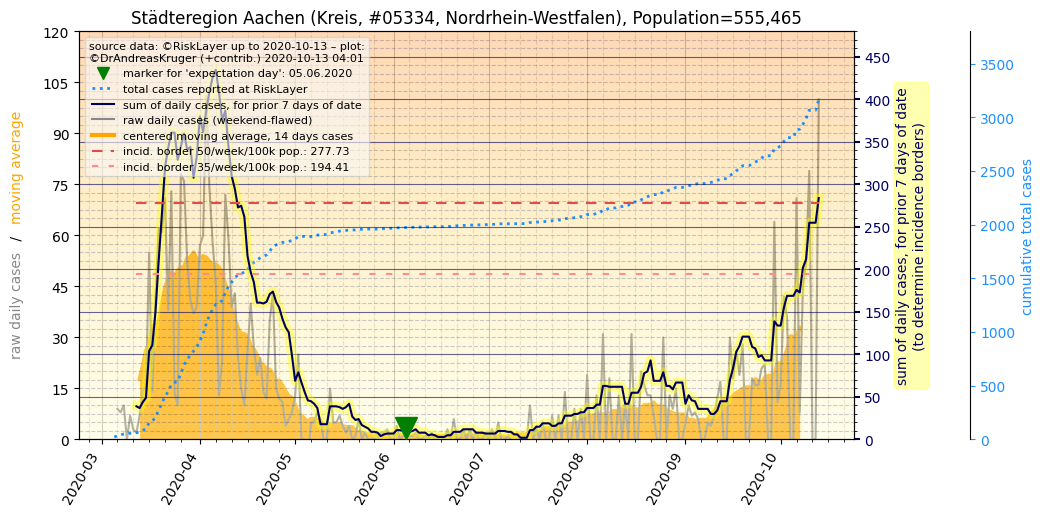 Städteregion Aachen (Kreis, #05334, Nordrhein-Westfalen), Population=555,465
source data: ©RiskLayer up to 2020-10-13 – plot:
©DrAndreasKruger (+contrib.) 2020-10-13 04:01
marker for 'expectation day': 05.06.2020
total cases reported at RiskLayer
sum of daily cases, for prior 7 days of date
raw daily cases (weekend-flawed)
centered moving average, 14 days cases
incid. border 50/week/100k pop.: 277.73
incid. border 35/week/100k pop.: 194.41
raw daily cases / moving average
120
105
90
75
60
45
30
15
0
2020-03
2020-04
2020-05
2020-06
2020-07
2020-08
2020-09
2020-10
450
400
350
300
250
200
150
100
50
0
sum of daily cases, for prior 7 days of date
(to determine incidence borders)
3500
3000
2500
2000
1500
1000
500
0
cumulative total cases